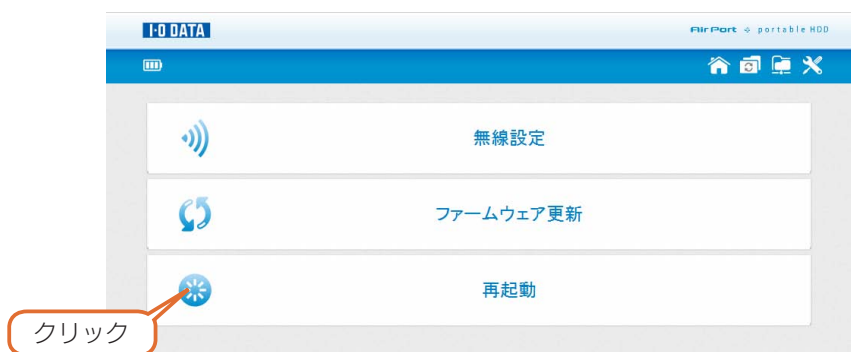 I-O DATA
AirPort portable HDD
無線設定
ファームウェア更新
再起動
クリック